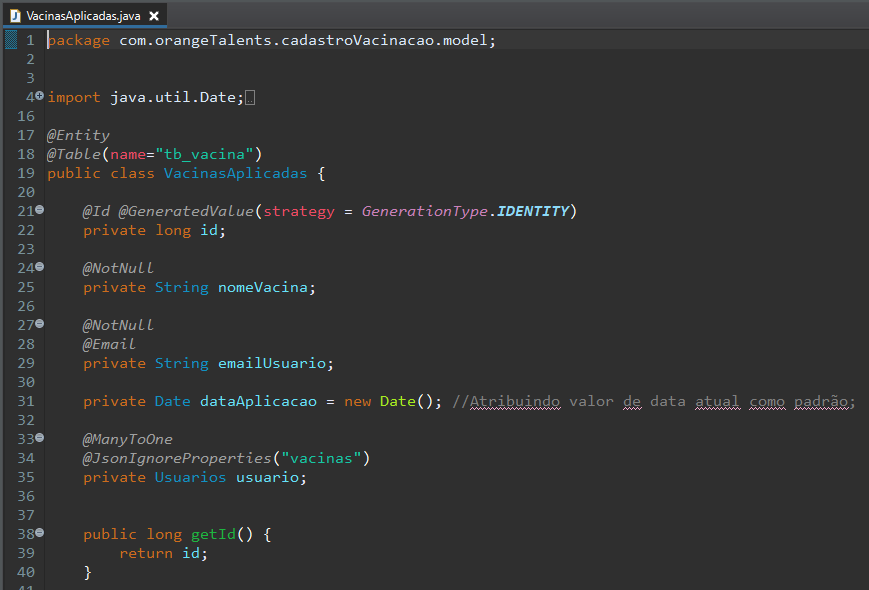 VacinasAplicadas.java
1 package com.orangeTalents.cadastroVacinacao.model;
2
3
4 import java.util.Date;
16
17 @Entity
18 @Table(name="tb_vacina")
19 public class VacinasAplicadas {
20
21 @Id @GeneratedValue(strategy = GenerationType.IDENTITY)
22 private long id;
23
24 @NotNull
25 private String nomeVacina;
26
27 @NotNull
28 @Email
29 private String emailUsuario;
30
31 private Date dataAplicacao = new Date(); //Atribuindo valor de data atual como padrão;
32
33 @ManyToOne
34 @JsonIgnoreProperties("vacinas")
35 private Usuarios usuario;
36
37
38 public long getId() {
39 return id;
40 }
41